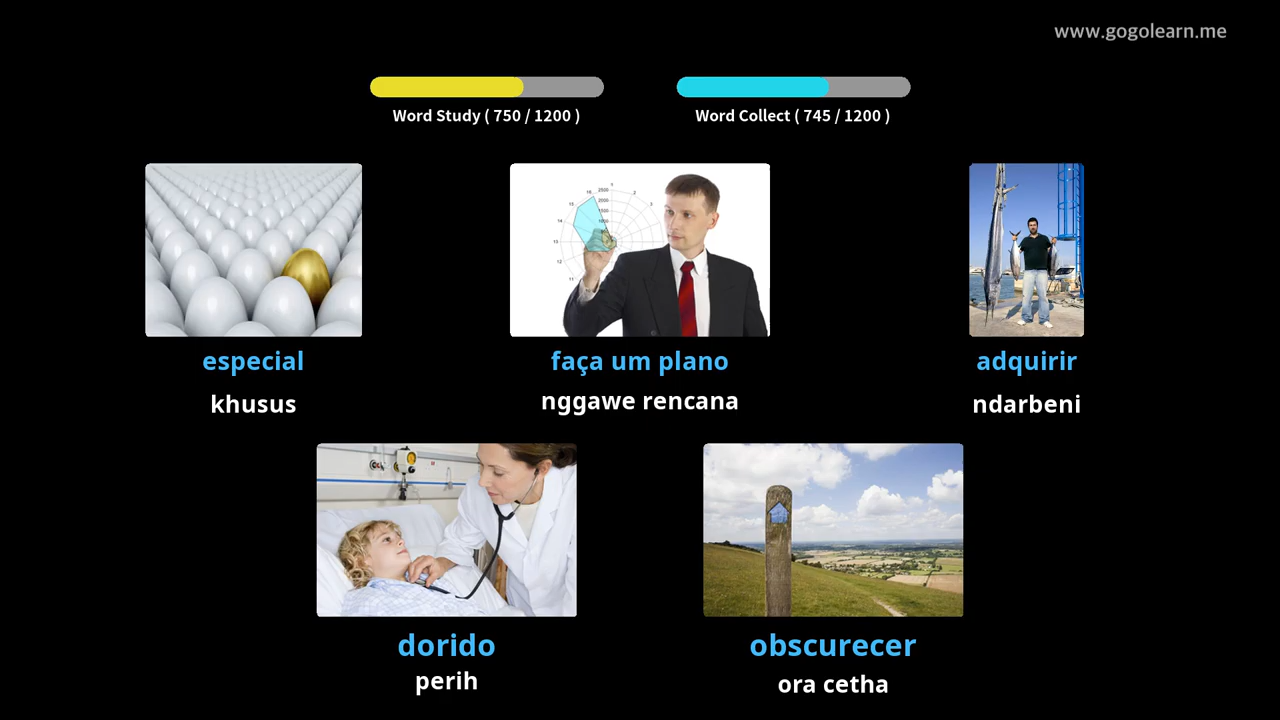 www.gogolearn.me
Word Study ( 750 / 1200 )
Word Collect ( 745 / 1200 )
especial
faça um plano
adquirir
khusus
nggawe rencana
ndarbeni
dorido
obscurecer
perih
ora cetha